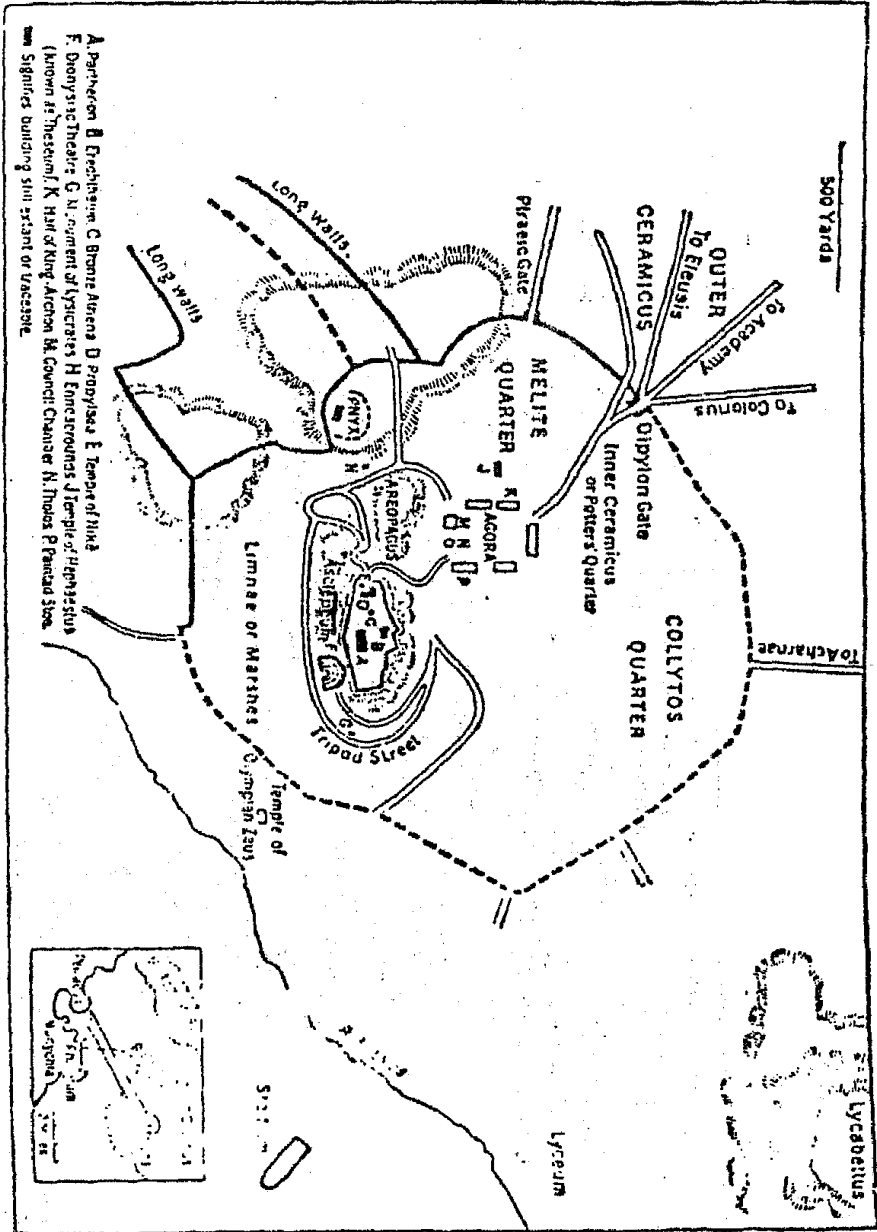 500 Yards
Lycabettus
OUTER
CERAMICUS
To Eleusis
To Academy
To Colonus
To Acharnae
Piraeic Gate
Dipylon Gate
Inner Ceramicus
or Potters' Quarter
COLLYTOS
QUARTER
MELITE
QUARTER
Long Walls
Long Walls
PNYX
I
H
J
K
AGORA
M N O
P
AREOPAGUS
Asclepieum
E
D
C
B
A
F
G
Tripod Street
Limnae or Marshes
Temple of
Olympian Zeus
Lyceum
A. Parthenon B Erechtheum C Bronze Athena D Propylaea E Temple of Nikè
F. Dionysiac Theatre G Monument of Lysicrates H Enneacrounos J Temple of Hephaestus
(known as Theseum). K Hall of King-Archon M. Council Chamber N. Tholos P Painted Stoa
Signifies building still extant or traceable.